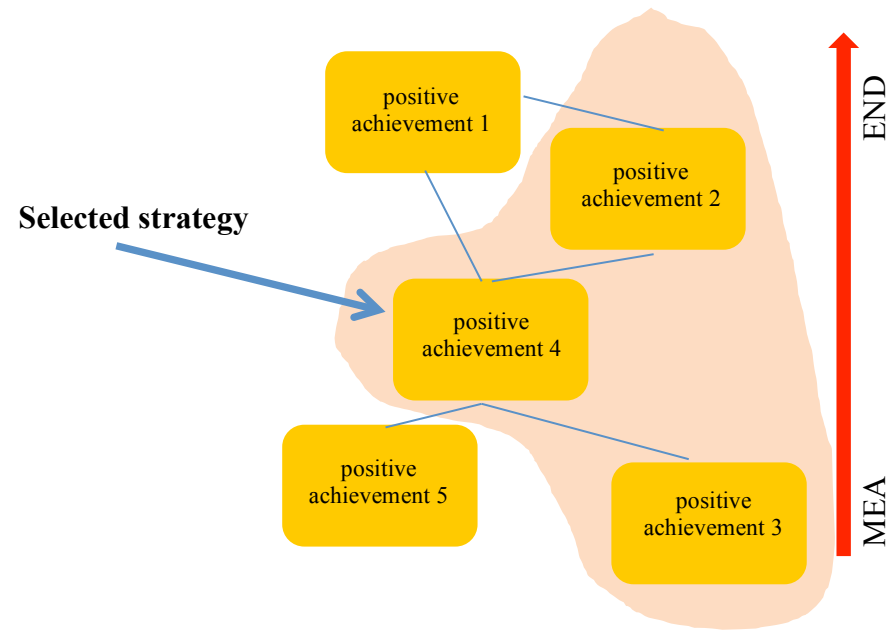 positive
achievement 1
positive
achievement 2
Selected strategy
positive
achievement 4
positive
achievement 5
positive
achievement 3
END
MEA